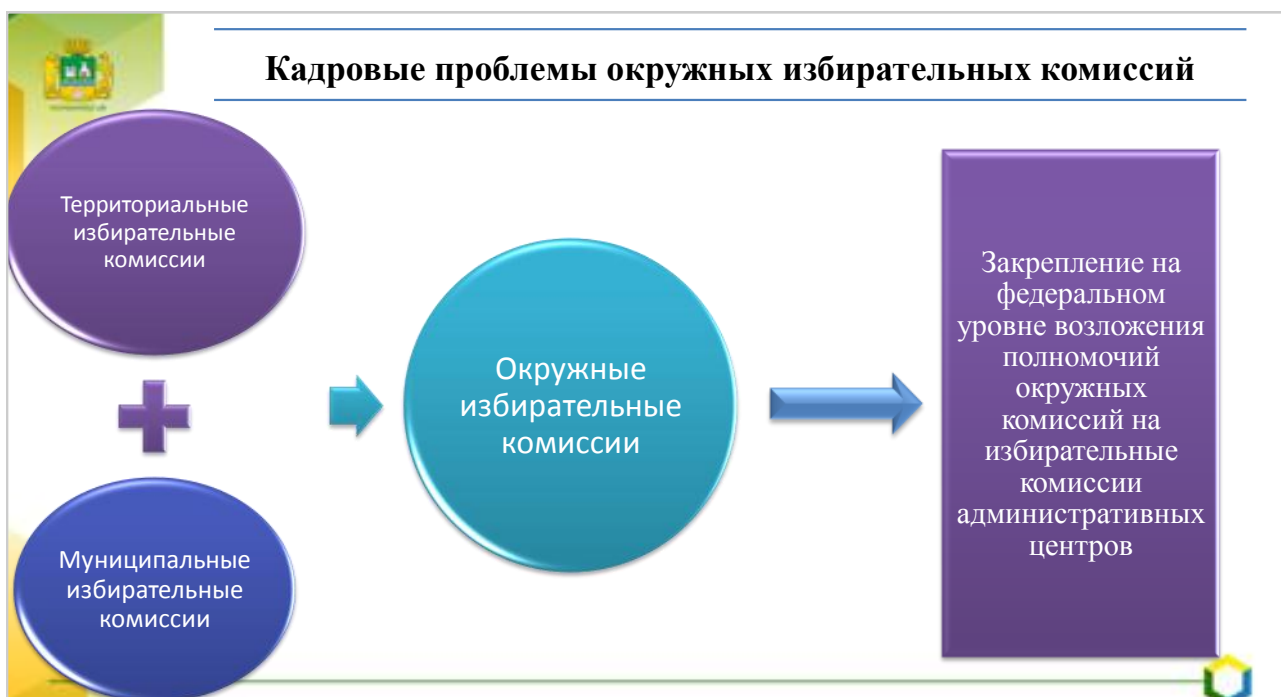 Кадровые проблемы окружных избирательных комиссий
Территориальные
избирательные
комиссии
Муниципальные
избирательные
комиссии
Окружные
избирательные
комиссии
Закрепление на
федеральном
уровне возложения
полномочий
окружных
комиссий на
избирательные
комиссии
административных
центров